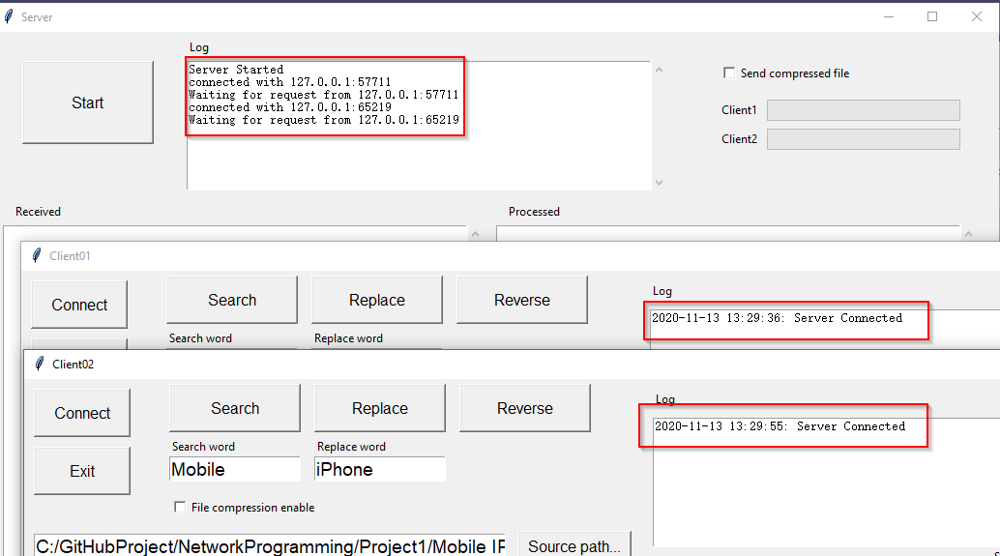 Server
Log
Start
Server Started
connected with 127.0.0.1:57711
Waiting for request from 127.0.0.1:57711
connected with 127.0.0.1:65219
Waiting for request from 127.0.0.1:65219
Send compressed file
Client1
Client2
Received
Processed
Client01
Connect
Search
Replace
Reverse
Search word
Replace word
Log
2020-11-13 13:29:36: Server Connected
Client02
Connect
Search
Replace
Reverse
Log
2020-11-13 13:29:55: Server Connected
Search word
Replace word
Exit
Mobile
iPhone
File compression enable
C:/GitHubProject/NetworkProgramming/Project1/Mobile IP
Source path...